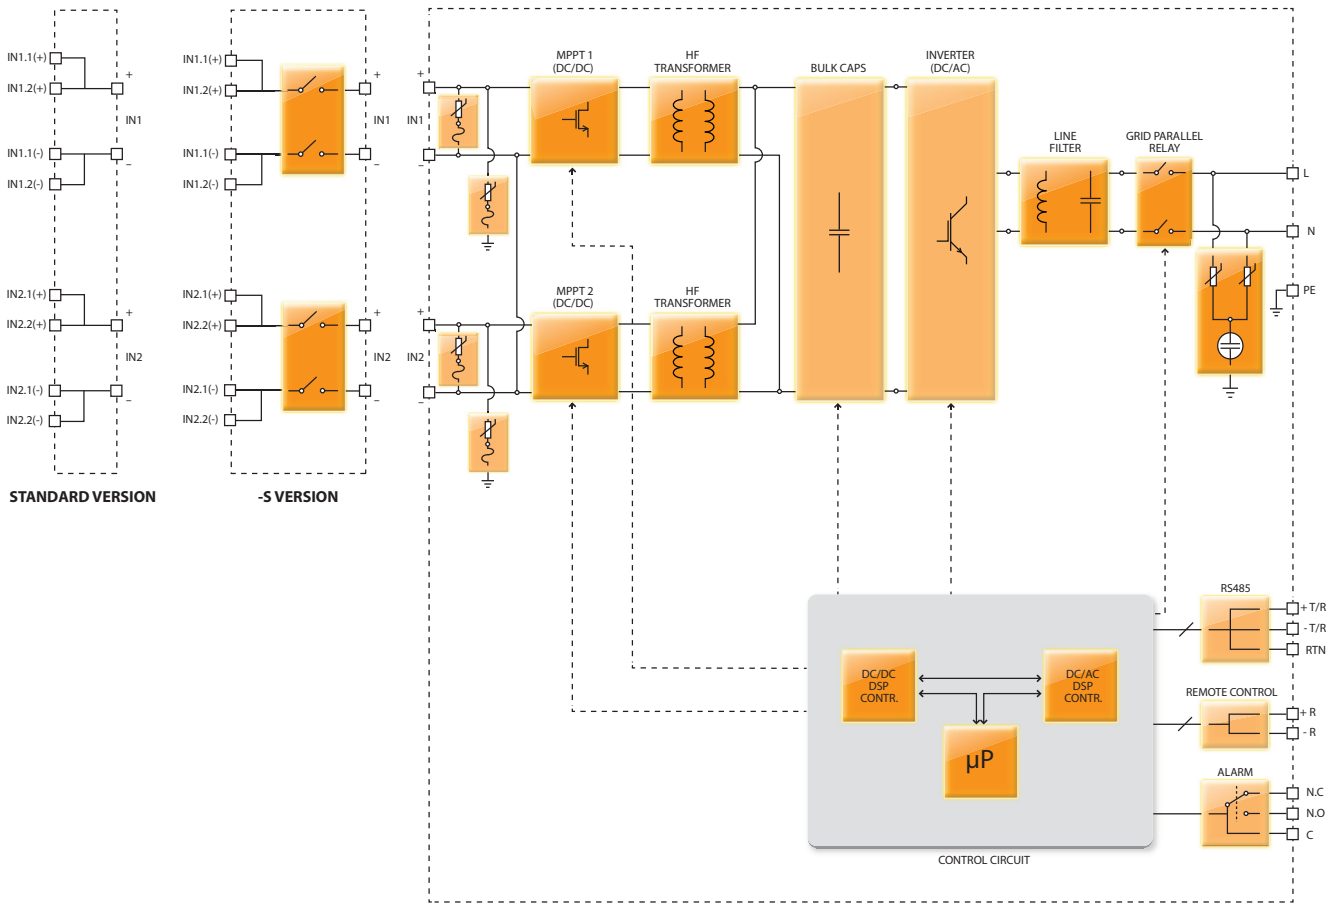 IN1.1(+)
IN1.2(+)
+
IN1
IN1.1(-)
–
IN1.2(-)
IN2.1(+)
+
IN2.2(+)
IN2
IN2.1(-)
–
IN2.2(-)
STANDARD VERSION
IN1.1(+)
IN1.2(+)
+
IN1
IN1.1(-)
–
IN1.2(-)
IN2.1(+)
+
IN2.2(+)
IN2
IN2.1(-)
–
IN2.2(-)
-S VERSION
+
IN1
–
+
IN2
–
MPPT 1
(DC/DC)
HF
TRANSFORMER
BULK CAPS
INVERTER
(DC/AC)
LINE
FILTER
GRID PARALLEL
RELAY
L
N
PE
MPPT 2
(DC/DC)
HF
TRANSFORMER
DC/DC
DSP
CONTR.
DC/AC
DSP
CONTR.
µP
CONTROL CIRCUIT
RS485
+ T/R
- T/R
RTN
REMOTE CONTROL
+ R
- R
ALARM
N.C
N.O
C